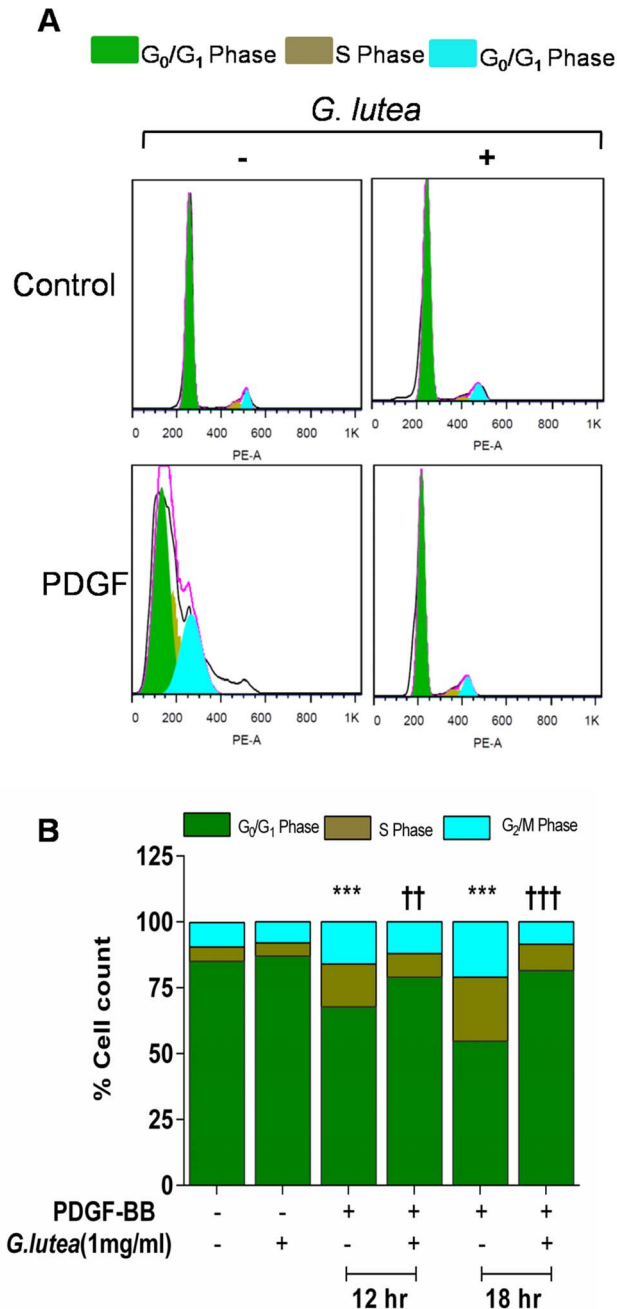 A
G₀/G₁ Phase S Phase G₀/G₁ Phase
G. lutea
- +
Control
0 200 400 600 800 1K
PE-A
0 200 400 600 800 1K
PE-A
PDGF
0 200 400 600 800 1K
PE-A
0 200 400 600 800 1K
PE-A
B
G₀/G₁ Phase S Phase G₂/M Phase
125
100
75
50
25
0
% Cell count
*** †† *** †††
PDGF-BB - - + + + +
G.lutea(1mg/ml) - + - + - +
12 hr 18 hr